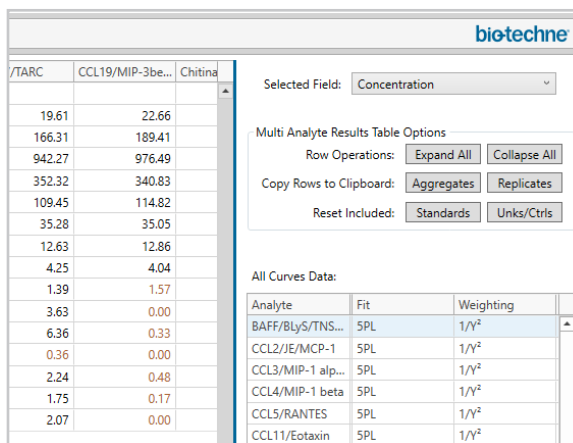 bio-techne
/TARC CCL19/MIP-3be... Chitina
19.61 22.66
166.31 189.41
942.27 976.49
352.32 340.83
109.45 114.82
35.28 35.05
12.63 12.86
4.25 4.04
1.39 1.57
3.63 0.00
6.36 0.33
0.36 0.00
2.24 0.48
1.75 0.17
2.07 0.00
Selected Field: Concentration
Multi Analyte Results Table Options
Row Operations: Expand All Collapse All
Copy Rows to Clipboard: Aggregates Replicates
Reset Included: Standards Unks/Ctrls
All Curves Data:
Analyte Fit Weighting
BAFF/BLyS/TNS... 5PL 1/Y²
CCL2/JE/MCP-1 5PL 1/Y²
CCL3/MIP-1 alp... 5PL 1/Y²
CCL4/MIP-1 beta 5PL 1/Y²
CCL5/RANTES 5PL 1/Y²
CCL11/Eotaxin 5PL 1/Y²